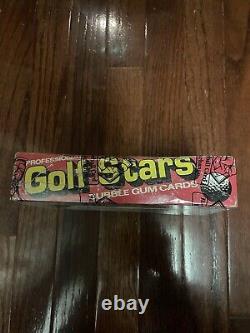 PROFESSIONAL
Golf Stars
BUBBLE GUM CARDS